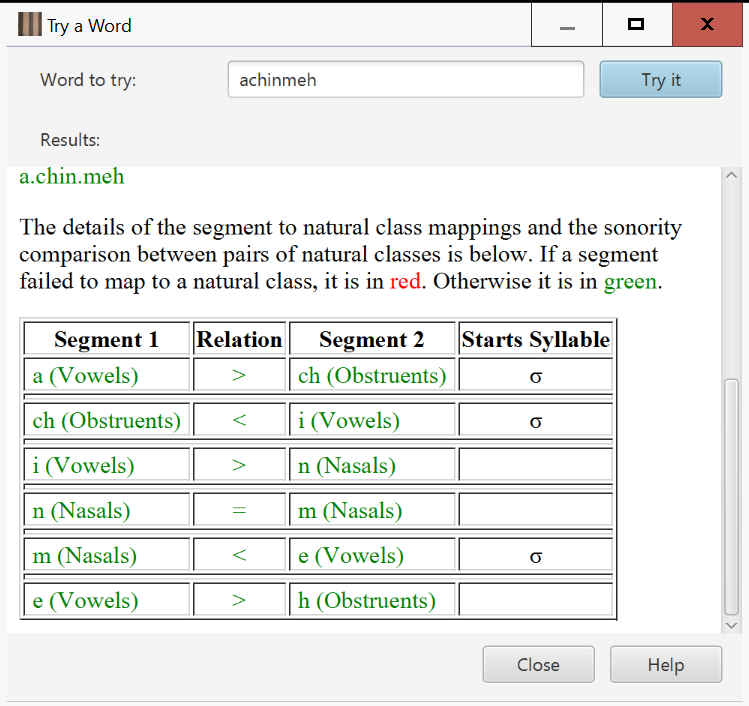 Try a Word
X
Word to try:
achinmeh
Try it
Results:
a.chin.meh
The details of the segment to natural class mappings and the sonority
comparison between pairs of natural classes is below. If a segment
failed to map to a natural class, it is in red. Otherwise it is in green.
Segment 1 Relation Segment 2 Starts Syllable
a (Vowels) > ch (Obstruents) σ
ch (Obstruents) < i (Vowels) σ
i (Vowels) > n (Nasals)
n (Nasals) = m (Nasals)
m (Nasals) < e (Vowels) σ
e (Vowels) > h (Obstruents)
Close Help